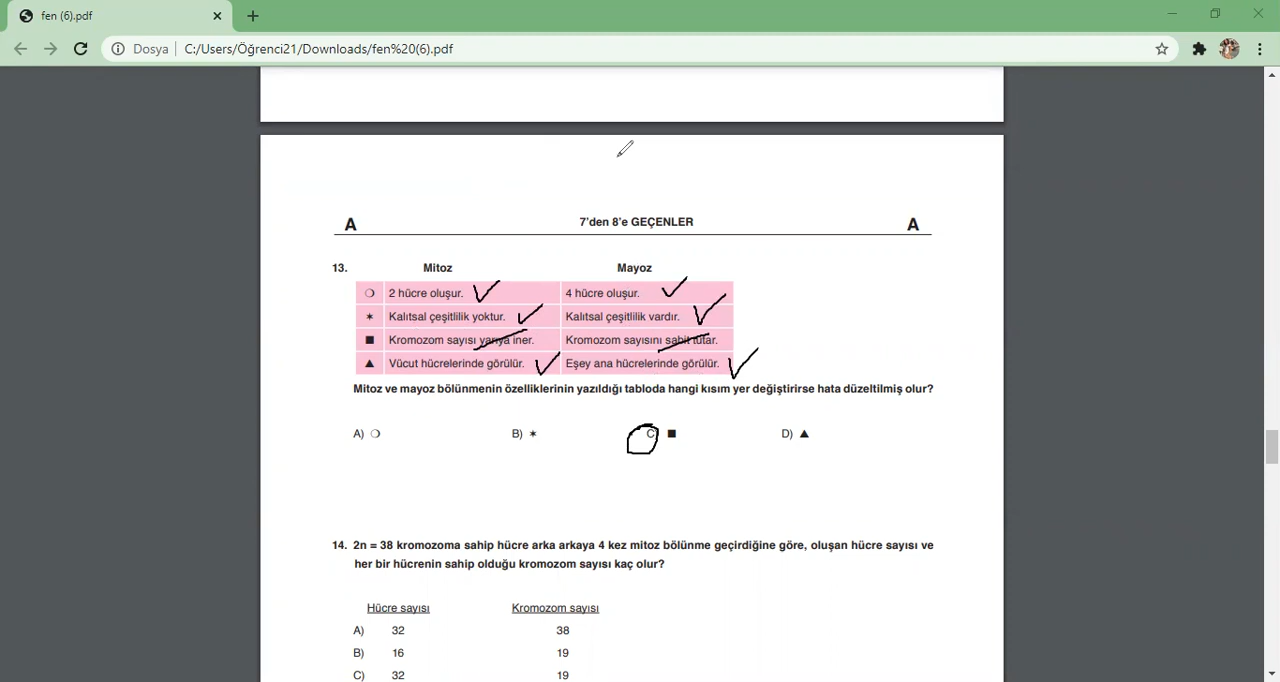 fen (6).pdf
Dosya C:/Users/Öğrenci21/Downloads/fen%20(6).pdf
A 7'den 8'e GEÇENLER A
13. Mitoz Mayoz
❍ 2 hücre oluşur. 4 hücre oluşur.
✶ Kalıtsal çeşitlilik yoktur. Kalıtsal çeşitlilik vardır.
■ Kromozom sayısı yarıya iner. Kromozom sayısını sabit tutar.
▲ Vücut hücrelerinde görülür. Eşey ana hücrelerinde görülür.
Mitoz ve mayoz bölünmenin özelliklerinin yazıldığı tabloda hangi kısım yer değiştirirse hata düzeltilmiş olur?
A) ❍ B) ✶ C) ■ D) ▲
14. 2n = 38 kromozoma sahip hücre arka arkaya 4 kez mitoz bölünme geçirdiğine göre, oluşan hücre sayısı ve
her bir hücrenin sahip olduğu kromozom sayısı kaç olur?
Hücre sayısı Kromozom sayısı
A) 32 38
B) 16 19
C) 32 19